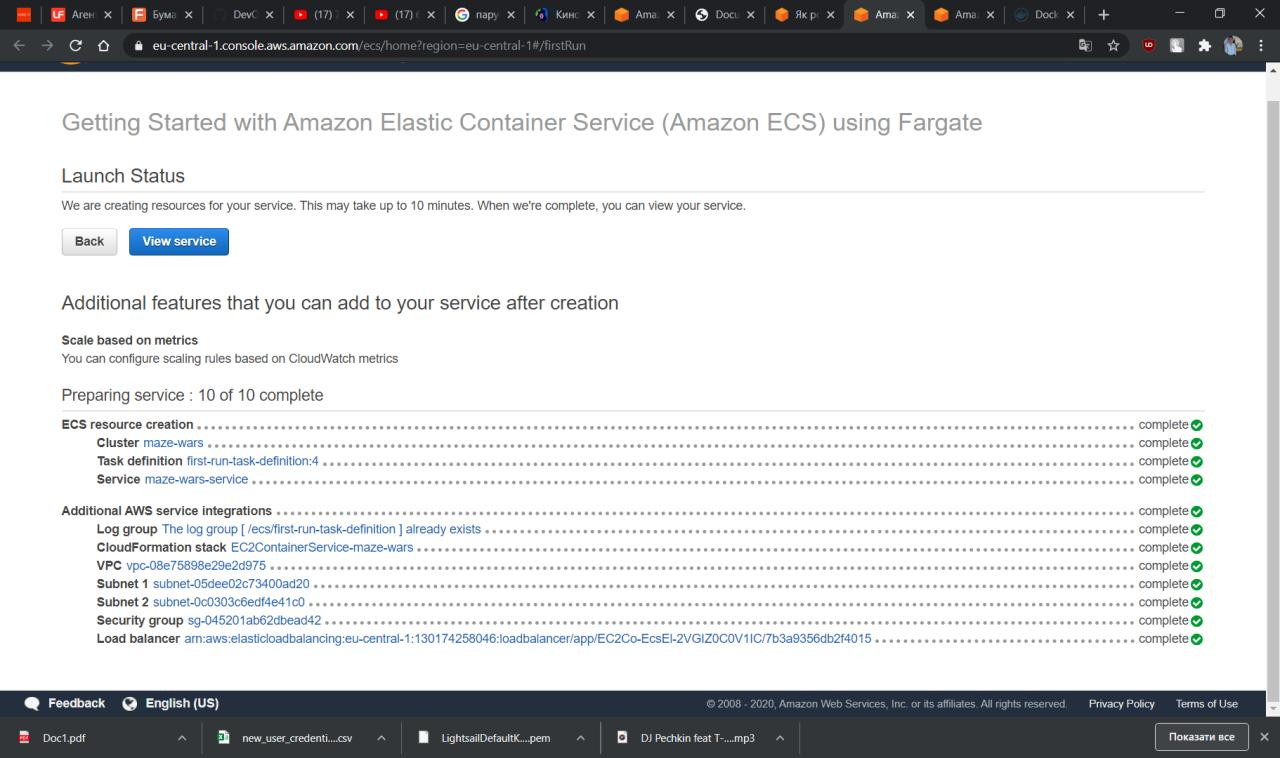 Аген
Бума
DevC
(17) 7
(17) 6
пару
Кинс
Ama
Docu
Як ро
Ama
Ama
Dock
eu-central-1.console.aws.amazon.com/ecs/home?region=eu-central-1#/firstRun
Getting Started with Amazon Elastic Container Service (Amazon ECS) using Fargate
Launch Status
We are creating resources for your service. This may take up to 10 minutes. When we're complete, you can view your service.
Back View service
Additional features that you can add to your service after creation
Scale based on metrics
You can configure scaling rules based on CloudWatch metrics
Preparing service : 10 of 10 complete
ECS resource creation complete
Cluster maze-wars complete
Task definition first-run-task-definition:4 complete
Service maze-wars-service complete
Additional AWS service integrations complete
Log group The log group [ /ecs/first-run-task-definition ] already exists complete
CloudFormation stack EC2ContainerService-maze-wars complete
VPC vpc-08e75898e29e2d975 complete
Subnet 1 subnet-05dee02c73400ad20 complete
Subnet 2 subnet-0c0303c6edf4e41c0 complete
Security group sg-045201ab62dbead42 complete
Load balancer arn:aws:elasticloadbalancing:eu-central-1:130174258046:loadbalancer/app/EC2Co-EcsEl-2VGIZ0C0V1IC/7b3a9356db2f4015 complete
Feedback English (US) © 2008 - 2020, Amazon Web Services, Inc. or its affiliates. All rights reserved. Privacy Policy Terms of Use
Doc1.pdf new_user_credenti....csv LightsailDefaultK....pem DJ Pechkin feat T-....mp3 Показати все